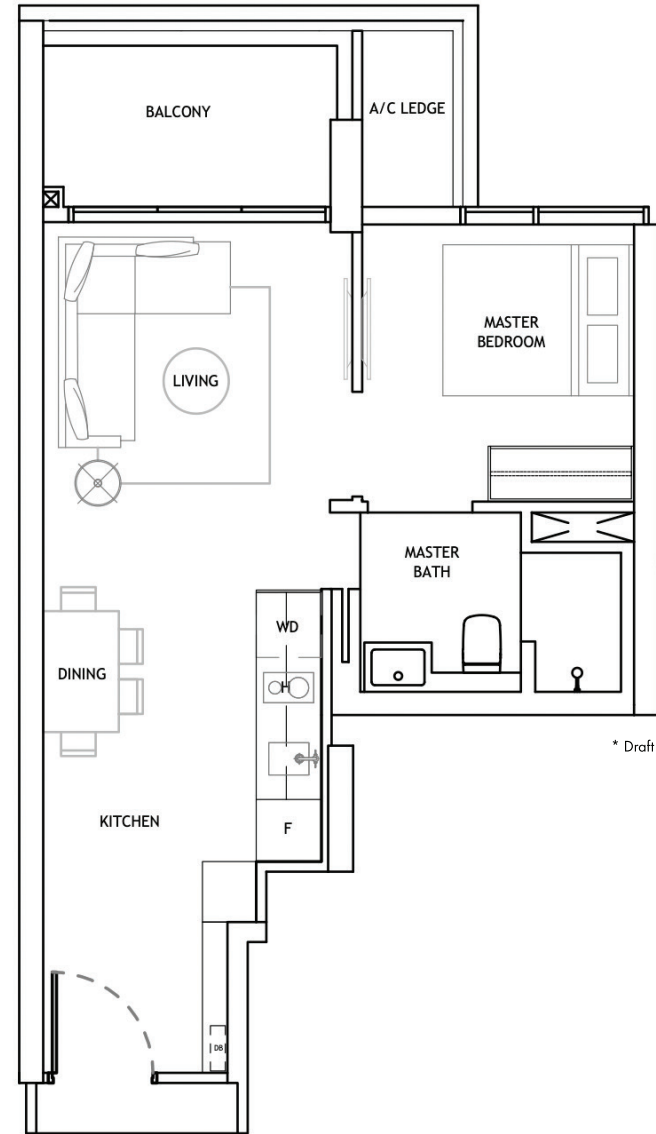 BALCONY
A/C LEDGE
MASTER
BEDROOM
LIVING
MASTER
BATH
WD
DINING
H
* Draft
KITCHEN
F
DB